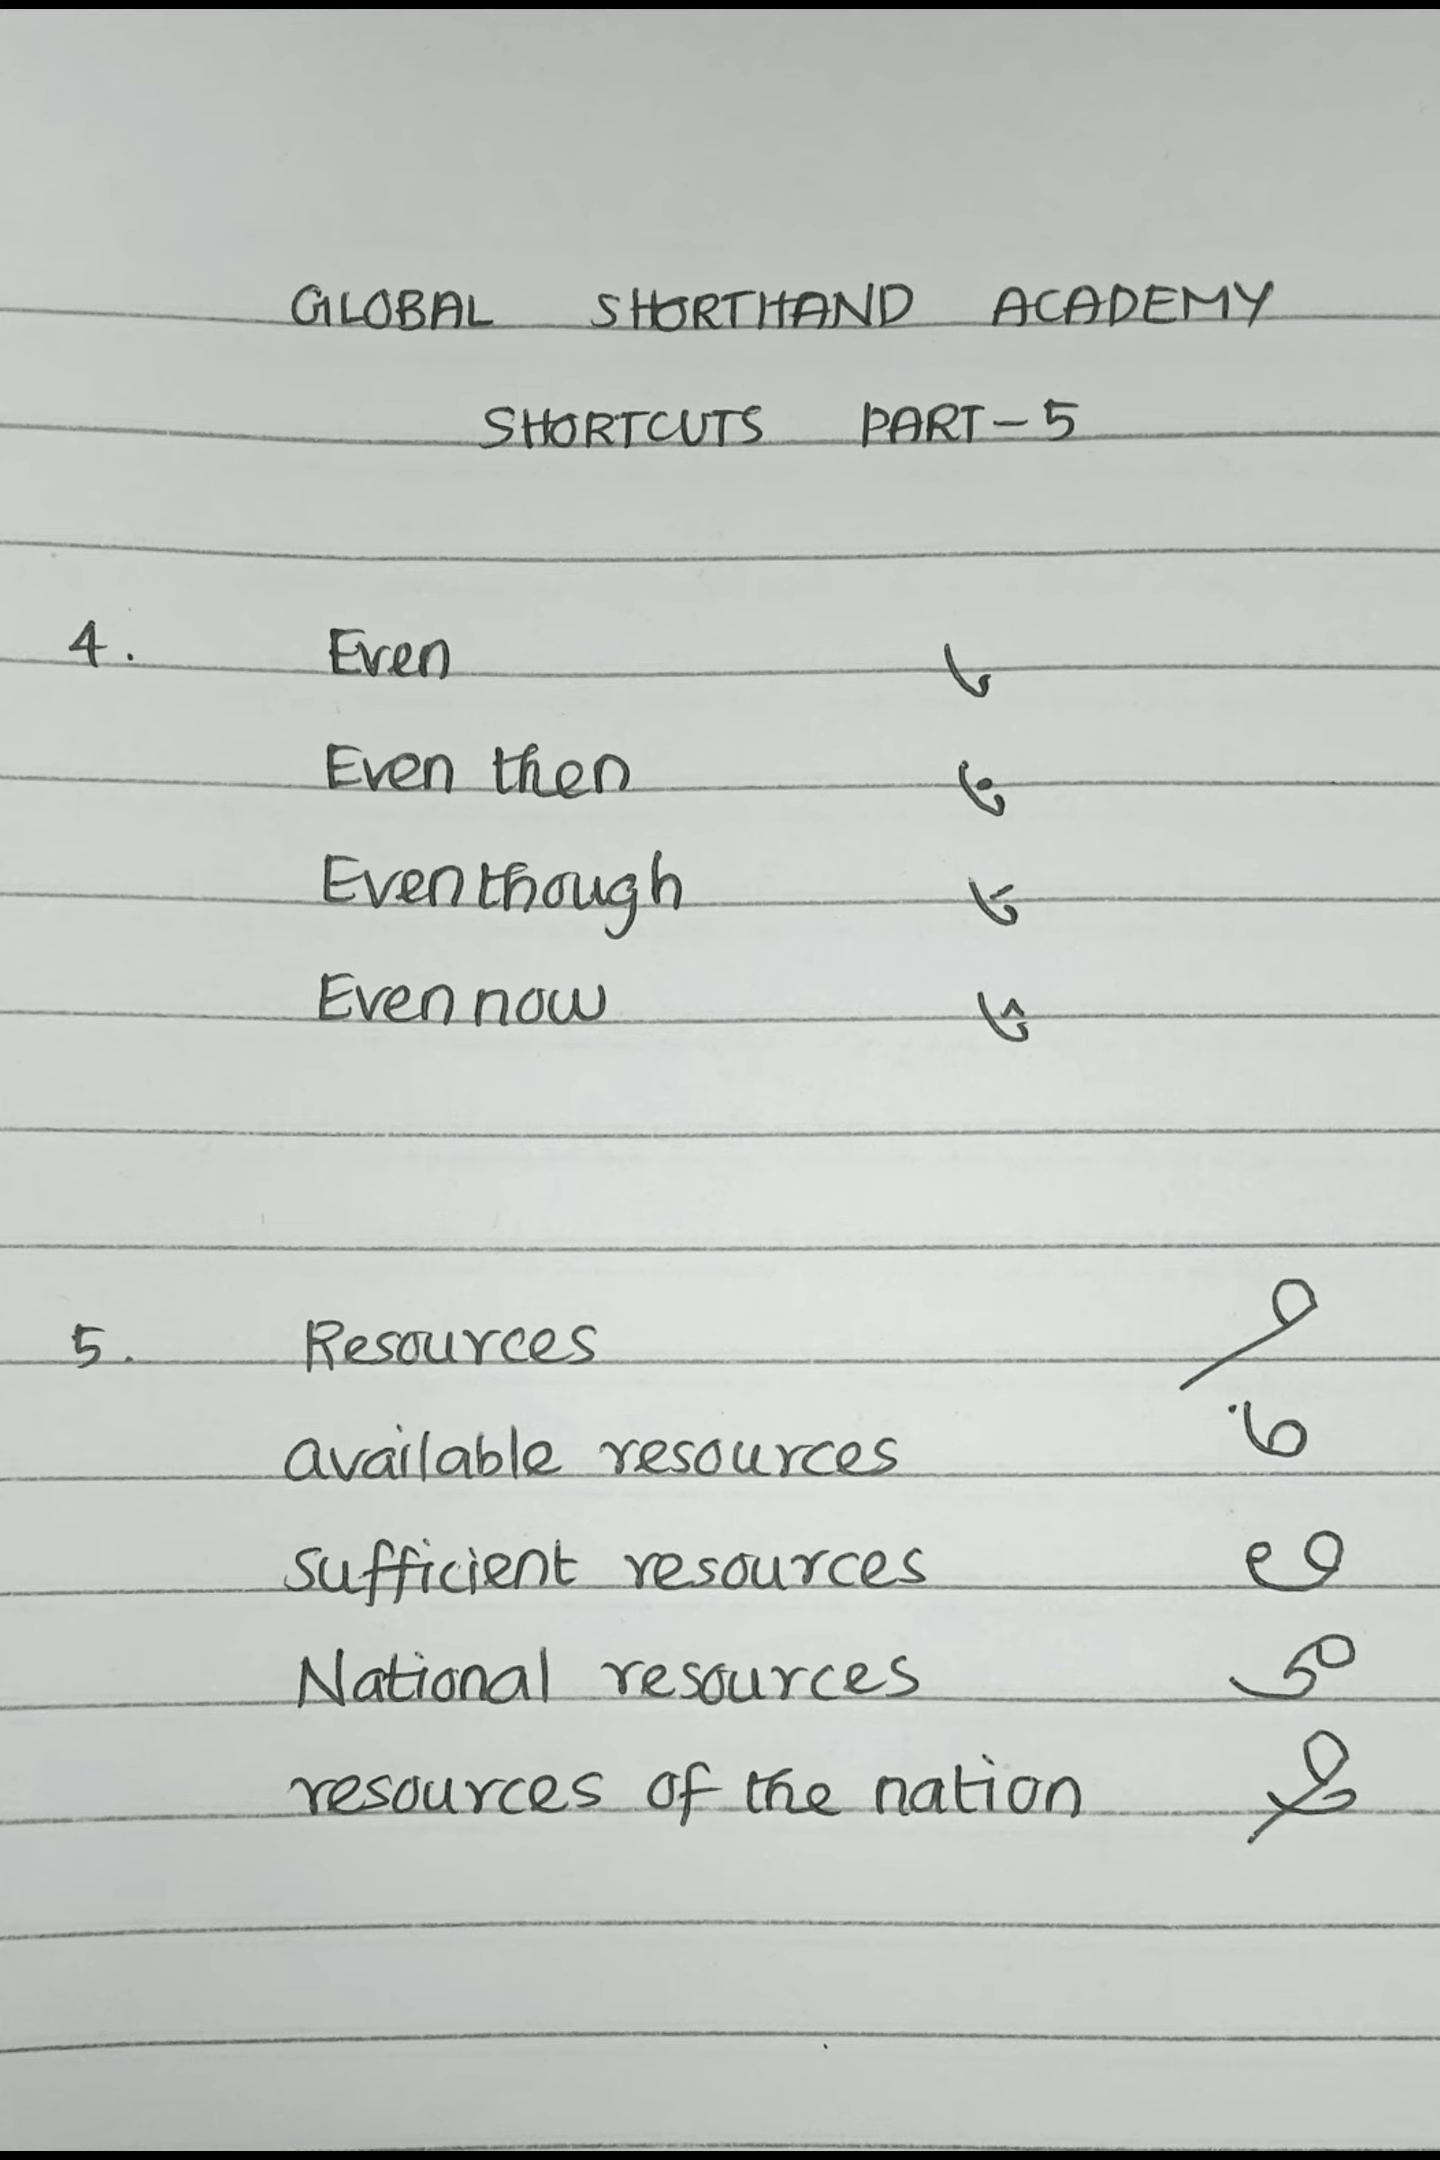 GLOBAL SHORTHAND ACADEMY
SHORTCUTS PART-5
4. Even
Even then
Eventhough
Even now
5. Resources
available resources
sufficient resources
National resources
resources of the nation